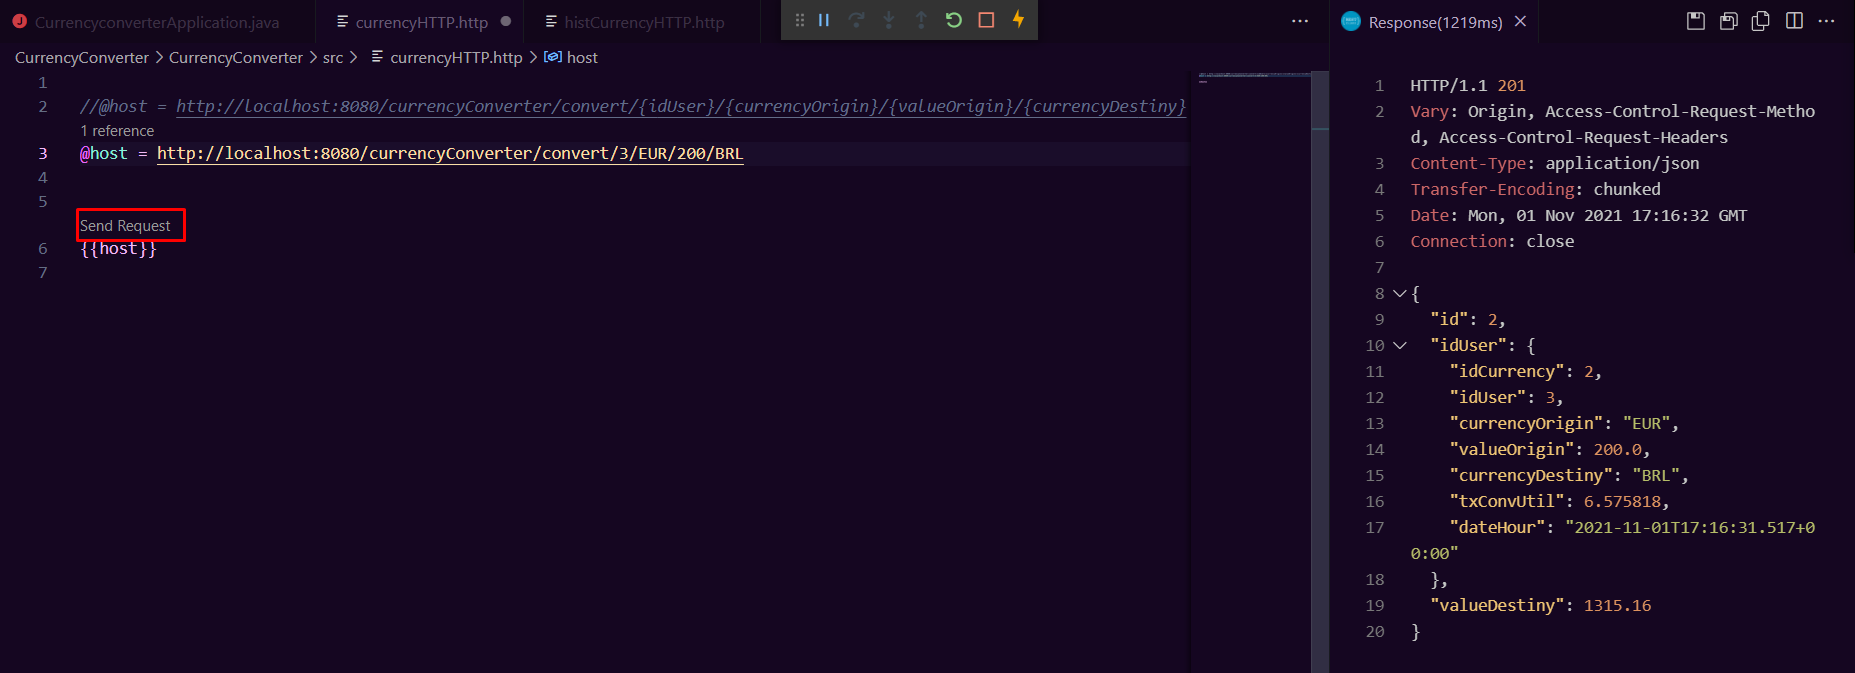 CurrencyconverterApplication.java
currencyHTTP.http
histCurrencyHTTP.http
CurrencyConverter > CurrencyConverter > src > currencyHTTP.http > host
1
2 //@host = http://localhost:8080/currencyConverter/convert/{idUser}/{currencyOrigin}/{valueOrigin}/{currencyDestiny}
1 reference
3 @host = http://localhost:8080/currencyConverter/convert/3/EUR/200/BRL
4
5
Send Request
6 {{host}}
7
Response(1219ms)
1 HTTP/1.1 201
2 Vary: Origin, Access-Control-Request-Metho
d, Access-Control-Request-Headers
3 Content-Type: application/json
4 Transfer-Encoding: chunked
5 Date: Mon, 01 Nov 2021 17:16:32 GMT
6 Connection: close
7
8 {
9 "id": 2,
10 "idUser": {
11 "idCurrency": 2,
12 "idUser": 3,
13 "currencyOrigin": "EUR",
14 "valueOrigin": 200.0,
15 "currencyDestiny": "BRL",
16 "txConvUtil": 6.575818,
17 "dateHour": "2021-11-01T17:16:31.517+0
0:00"
18 },
19 "valueDestiny": 1315.16
20 }